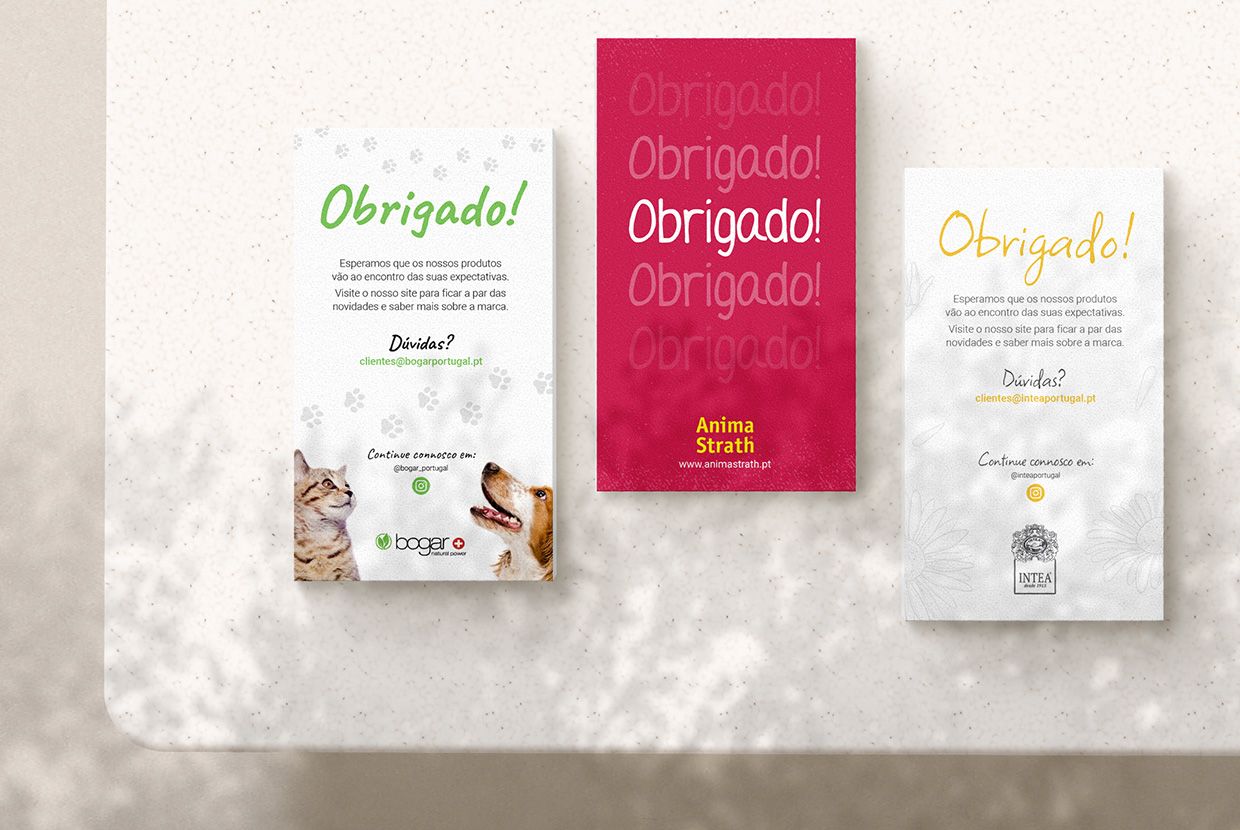 Obrigado!
Esperamos que os nossos produtos
vão ao encontro das suas expectativas.
Visite o nosso site para ficar a par das
novidades e saber mais sobre a marca.
Dúvidas?
clientes@bogarportugal.pt
Continue connosco em:
@bogar_portugal
bogar
natural power
Obrigado!
Obrigado!
Obrigado!
Obrigado!
Obrigado!
Anima
Strath
www.animastrath.pt
Obrigado!
Esperamos que os nossos produtos
vão ao encontro das suas expectativas.
Visite o nosso site para ficar a par das
novidades e saber mais sobre a marca.
Dúvidas?
clientes@inteaportugal.pt
Continue connosco em:
@inteaportugal
INTEA
desde 1913